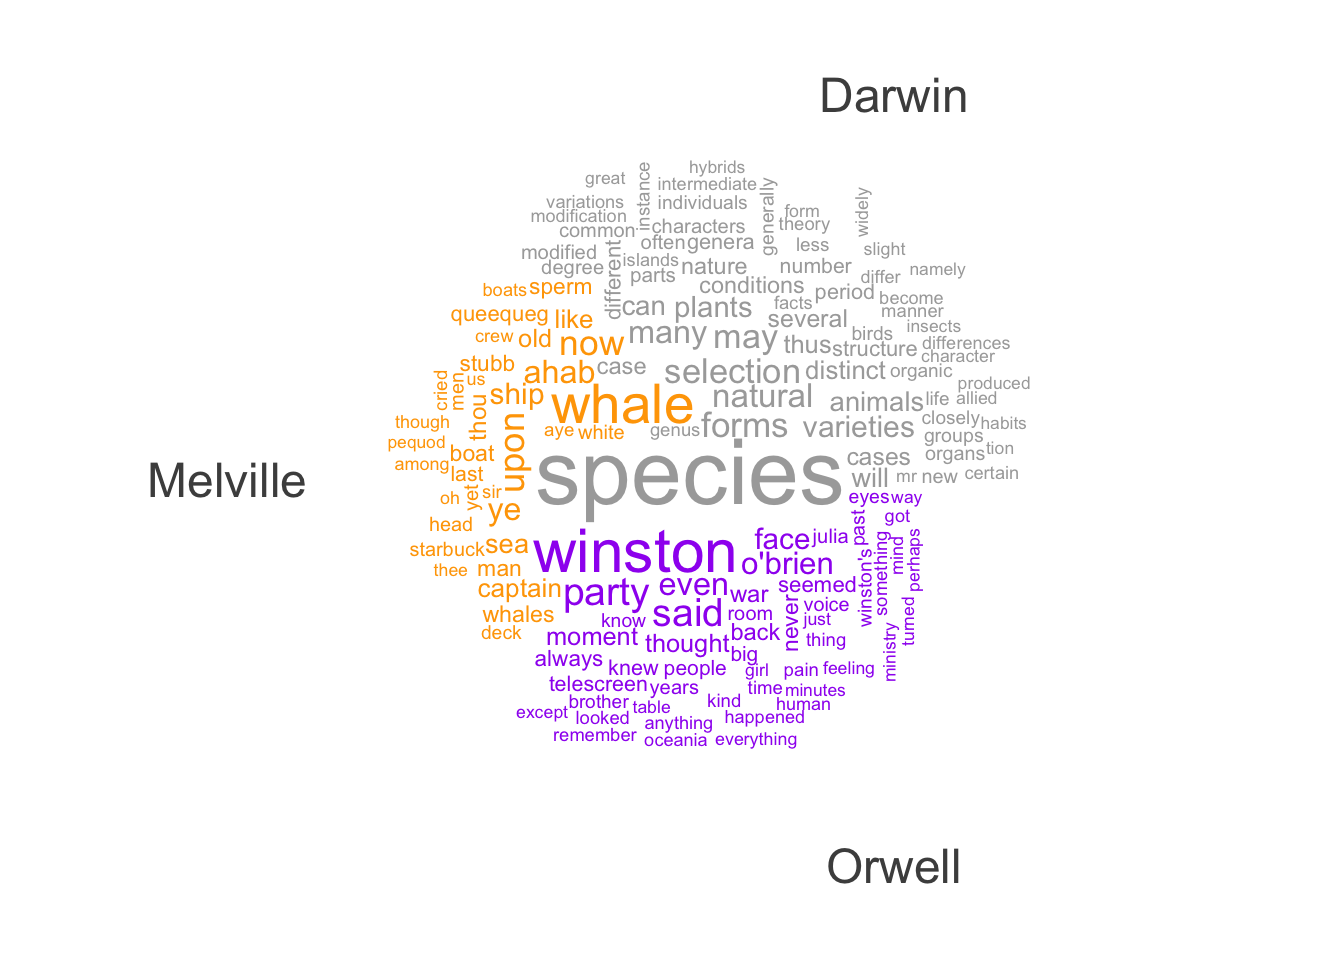 Darwin
hybrids
great
intermediate
instance
generally
variations
individuals
widely
modification
form
common
characters
theory
often
genera
less
slight
modified
islands
different
degree
parts
nature
number
differ
namely
boats
sperm
conditions
period
become
can
plants
facts
manner
queequeg
like
several
insects
crew
old
now
many
may
thus
birds
structure
differences
character
stubb
us
ahab
case
selection
distinct
organic
cried
men
produced
ship
whale
natural
animals
life
allied
though
thou
closely
habits
aye
white
genus
forms
varieties
groups
pequod
upon
boat
cases
organs
tion
among
last
species
will
mr
new
certain
Melville
oh
yet
sir
eyes
way
ye
head
past
got
starbuck
sea
winston
face
julia
something
mind
thee
man
o'brien
winston's
perhaps
captain
party
even
war
seemed
whales
said
know
room
never
voice
just
turned
deck
moment
thought
back
thing
ministry
always
knew
people
big
girl
pain
feeling
telescreen
years
time
minutes
brother
table
kind
human
except
looked
anything
happened
remember
oceania
everything
Orwell